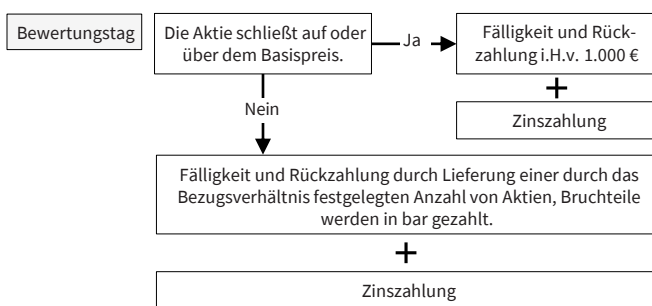 Bewertungstag
Die Aktie schließt auf oder
über dem Basispreis.
Ja
Fälligkeit und Rück-
zahlung i.H.v. 1.000 €
+
Zinszahlung
Nein
Fälligkeit und Rückzahlung durch Lieferung einer durch das
Bezugsverhältnis festgelegten Anzahl von Aktien, Bruchteile
werden in bar gezahlt.
+
Zinszahlung